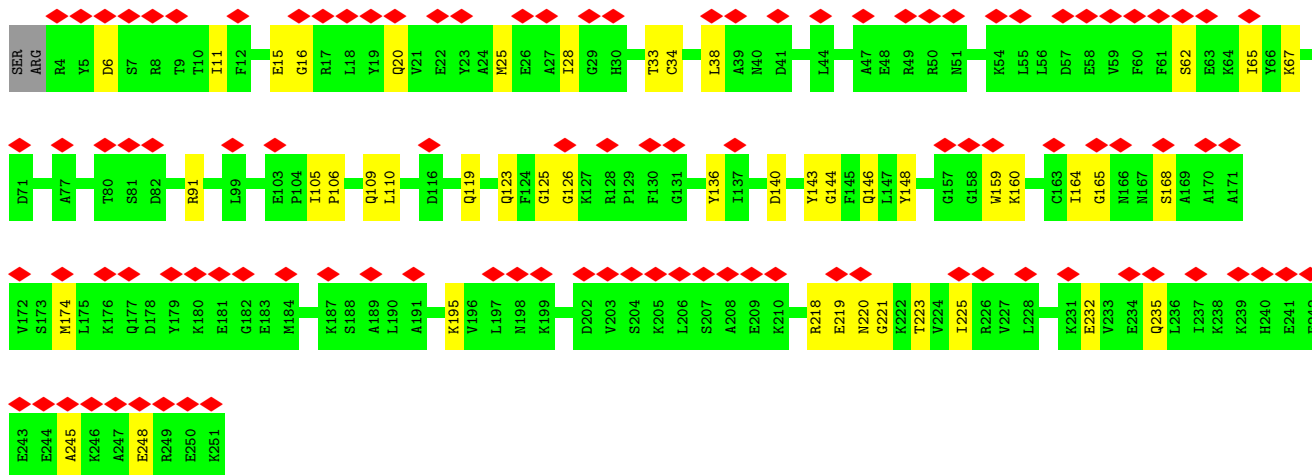 SER ARG R4 Y5 D6 S7 R8 T9 T10 I11 F12 E15 G16 R17 L18 Y19 Q20 V21 E22 Y23 A24 M25 E26 A27 I28 G29 H30 T33 C34 L38 A39 N40 D41 L44 A47 E48 R49 R50 N51 K54 L55 L56 D57 E58 V59 F60 F61 S62 E63 K64 I65 Y66 K67
D71 A77 T80 S81 D82 R91 L99 E103 P104 I105 P106 Q109 L110 D116 Q119 Q123 F124 G125 G126 K127 R128 P129 F130 G131 Y136 I137 D140 Y143 G144 F145 Q146 L147 Y148 G157 G158 W159 K160 C163 I164 G165 N166 N167 S168 A169 A170 A171
V172 S173 M174 L175 K176 Q177 D178 Y179 K180 E181 G182 E183 M184 K187 S188 A189 L190 A191 K195 V196 L197 N198 K199 D202 V203 S204 K205 L206 S207 A208 E209 K210 R218 E219 N220 G221 K222 T223 V224 I225 R226 V227 L228 K231 E232 V233 E234 Q235 L236 I237 K238 K239 H240 E241
E243 E244 A245 K246 A247 E248 R249 E250 K251